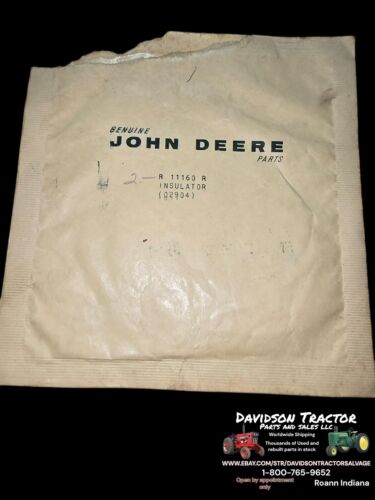 GENUINE
JOHN DEERE
PARTS
2— R 11160 R
INSULATOR
(02904)
DAVIDSON TRACTOR
PARTS AND SALES LLC
Worldwide Shipping
Thousands of Used and
rebuilt parts in stock
WWW.EBAY.COM/STR/DAVIDSONTRACTORSALVAGE
1-800-765-9652
Open by appointment
only
Roann Indiana